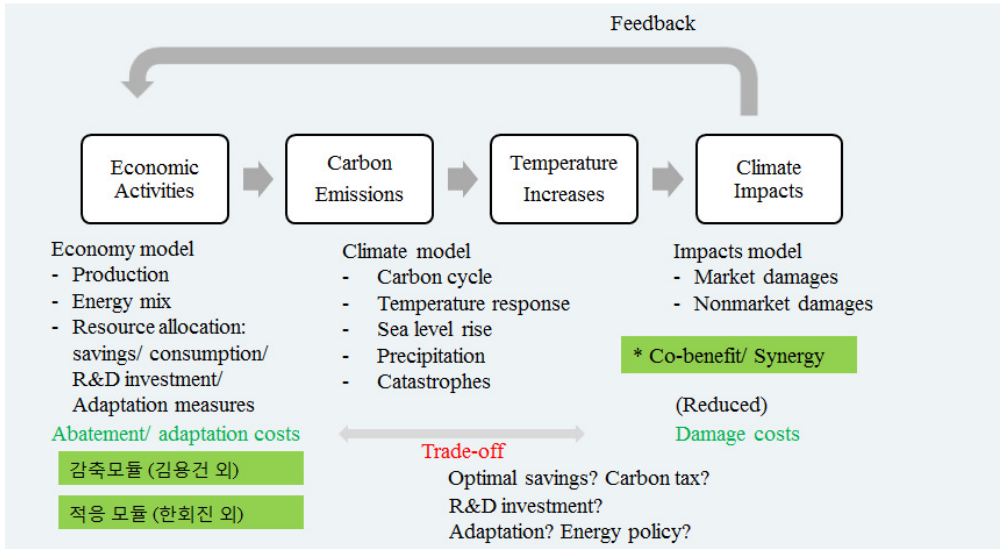 Feedback
Economic
Activities
Carbon
Emissions
Temperature
Increases
Climate
Impacts
Economy model
- Production
- Energy mix
- Resource allocation:
savings/ consumption/
R&D investment/
Adaptation measures
Abatement/ adaptation costs
감축모듈 (김용건 외)
적응 모듈 (한회진 외)
Climate model
- Carbon cycle
- Temperature response
- Sea level rise
- Precipitation
- Catastrophes
Trade-off
Optimal savings? Carbon tax?
R&D investment?
Adaptation? Energy policy?
Impacts model
- Market damages
- Nonmarket damages
* Co-benefit/ Synergy
(Reduced)
Damage costs